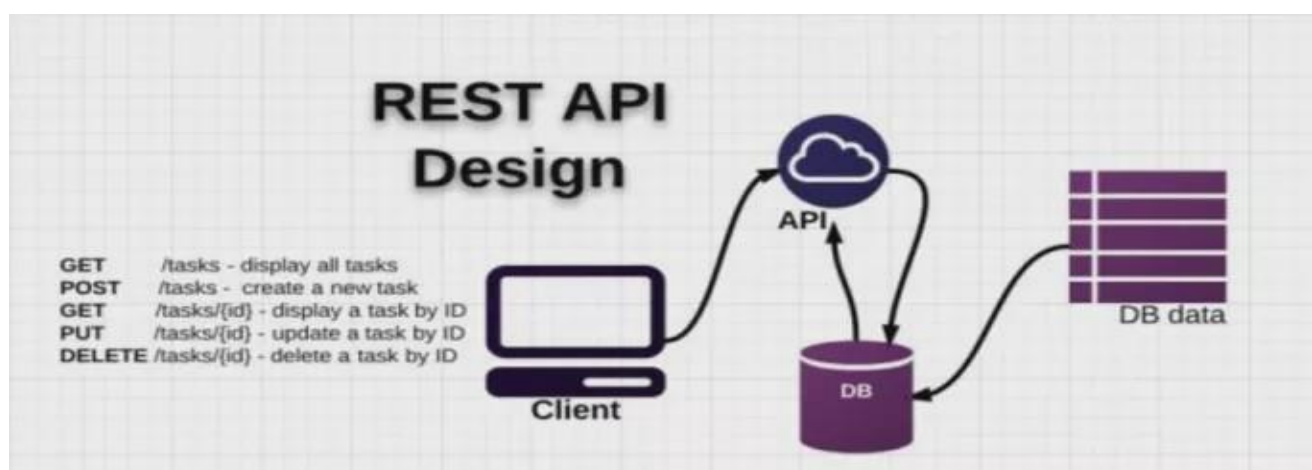 REST API
Design
GET /tasks - display all tasks
POST /tasks - create a new task
GET /tasks/{id} - display a task by ID
PUT /tasks/{id} - update a task by ID
DELETE /tasks/{id} - delete a task by ID
Client
API
DB
DB data